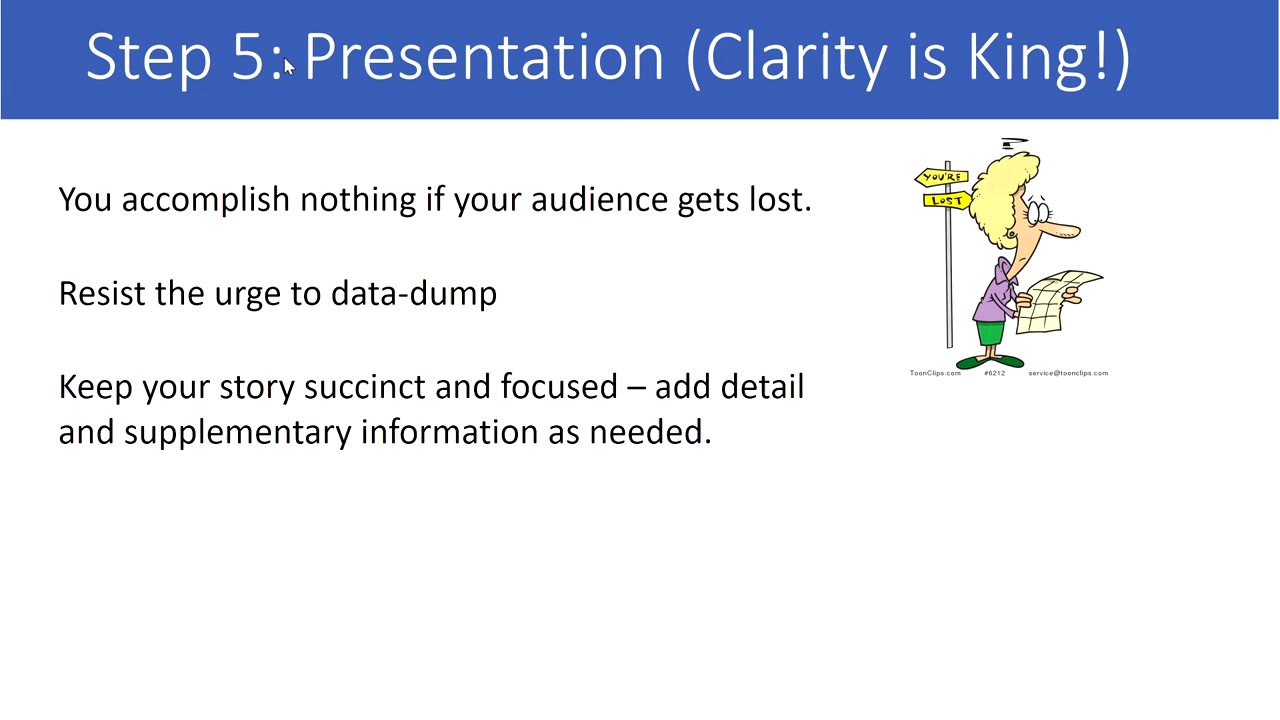 Step 5: Presentation (Clarity is King!)
You accomplish nothing if your audience gets lost.
Resist the urge to data-dump
Keep your story succinct and focused – add detail
and supplementary information as needed.
YOU'RE
LOST
ToonClips.com #6212 service@toonclips.com